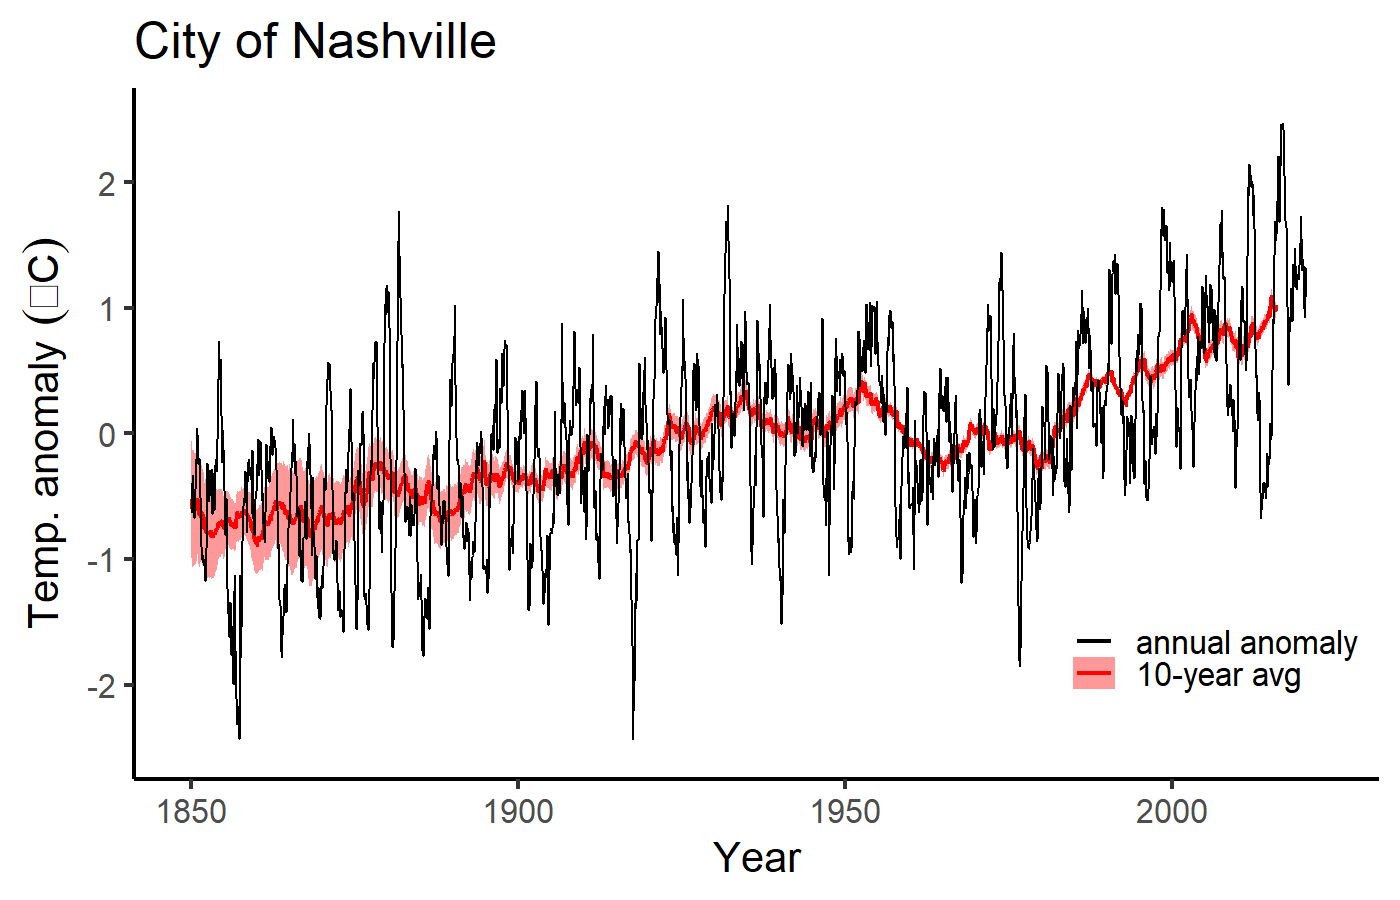 City of Nashville
Temp. anomaly (□C)
2
1
0
-1
-2
annual anomaly
10-year avg
1850 1900 1950 2000
Year